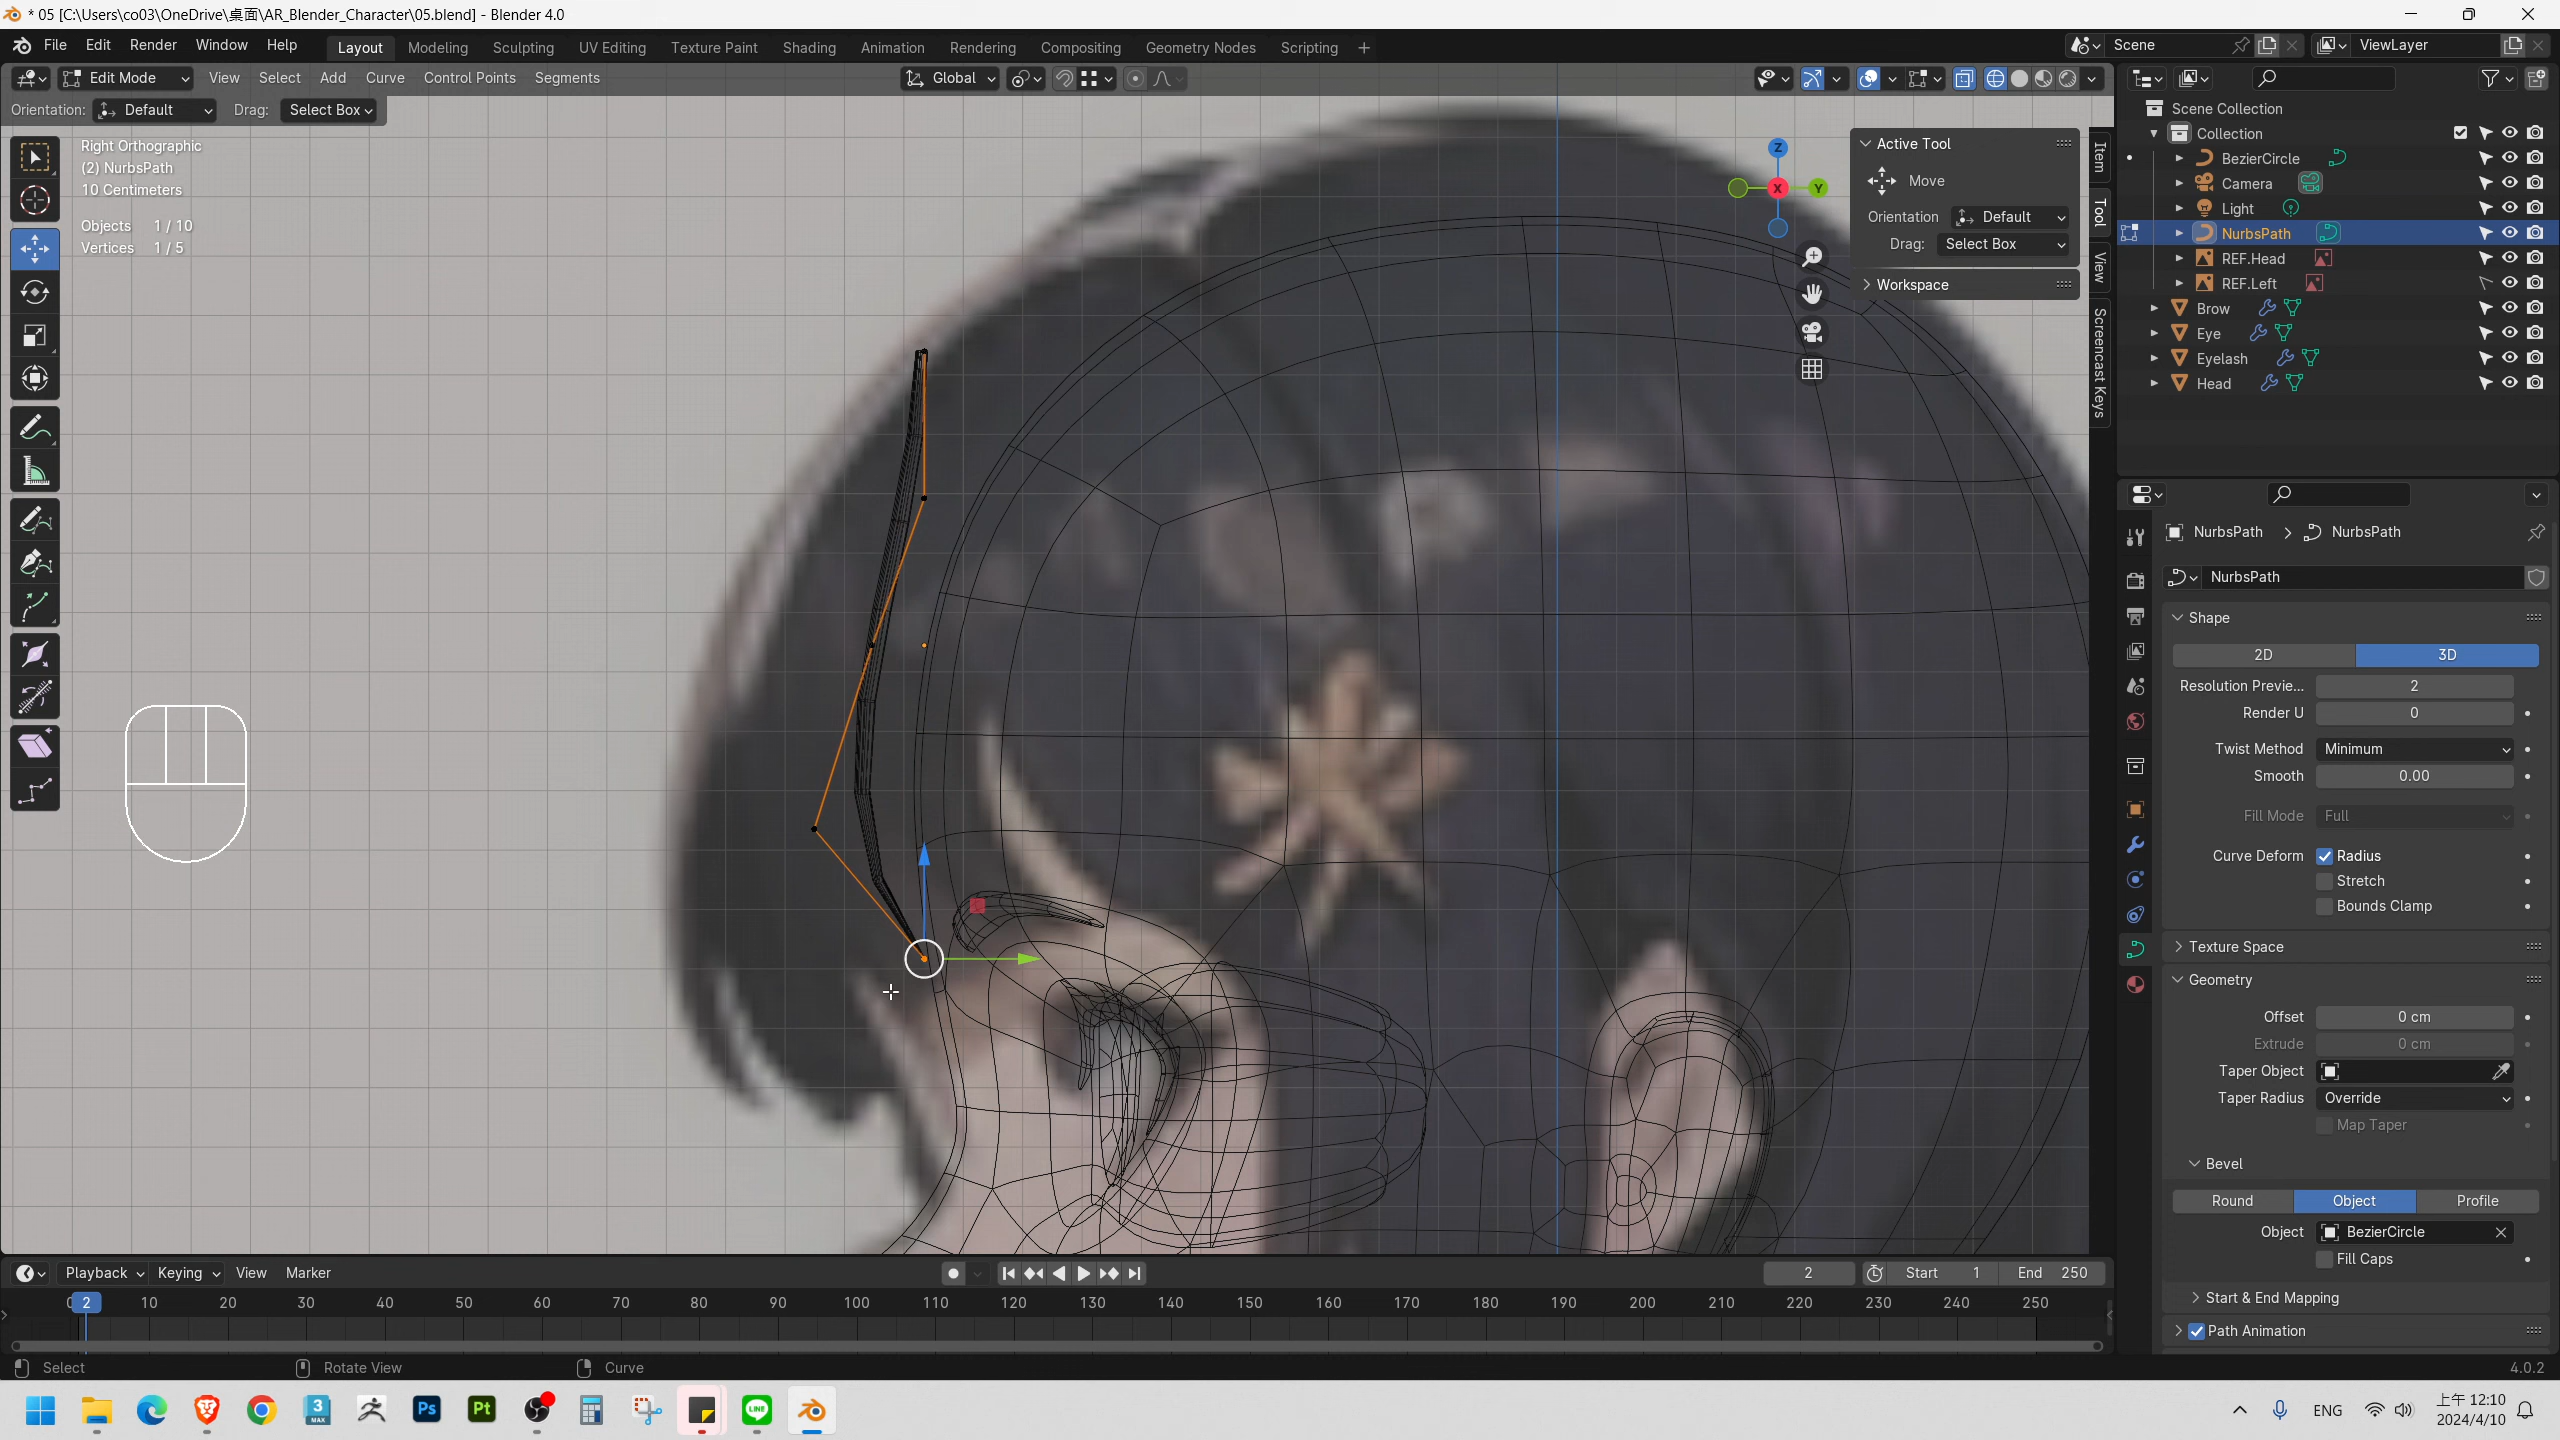 * 05 [C:\Users\co03\OneDrive\桌面\AR_Blender_Character\05.blend] - Blender 4.0
File Edit Render Window Help Layout Modeling Sculpting UV Editing Texture Paint Shading Animation Rendering Compositing Geometry Nodes Scripting + Scene ViewLayer
Edit Mode View Select Add Curve Control Points Segments Global
Orientation: Default Drag: Select Box
Right Orthographic
(2) NurbsPath
10 Centimeters
Objects 1 / 10
Vertices 1 / 5
Z
X
Y
Active Tool
Move
Orientation Default
Drag: Select Box
Workspace
Item
Tool
View
Screencast Keys
Scene Collection
Collection
BezierCircle
Camera
Light
NurbsPath
REF.Head
REF.Left
Brow
Eye
Eyelash
Head
NurbsPath > NurbsPath
NurbsPath
Shape
2D 3D
Resolution Previe... 2
Render U 0
Twist Method Minimum
Smooth 0.00
Fill Mode Full
Curve Deform Radius
Stretch
Bounds Clamp
Texture Space
Geometry
Offset 0 cm
Extrude 0 cm
Taper Object
Taper Radius Override
Map Taper
Bevel
Round Object Profile
Object BezierCircle
Fill Caps
Start & End Mapping
Path Animation
Playback Keying View Marker 2 Start 1 End 250
0 2 10 20 30 40 50 60 70 80 90 100 110 120 130 140 150 160 170 180 190 200 210 220 230 240 250
Select Rotate View Curve 4.0.2
3 MAX Ps Pt LINE ENG 上午 12:10
2024/4/10